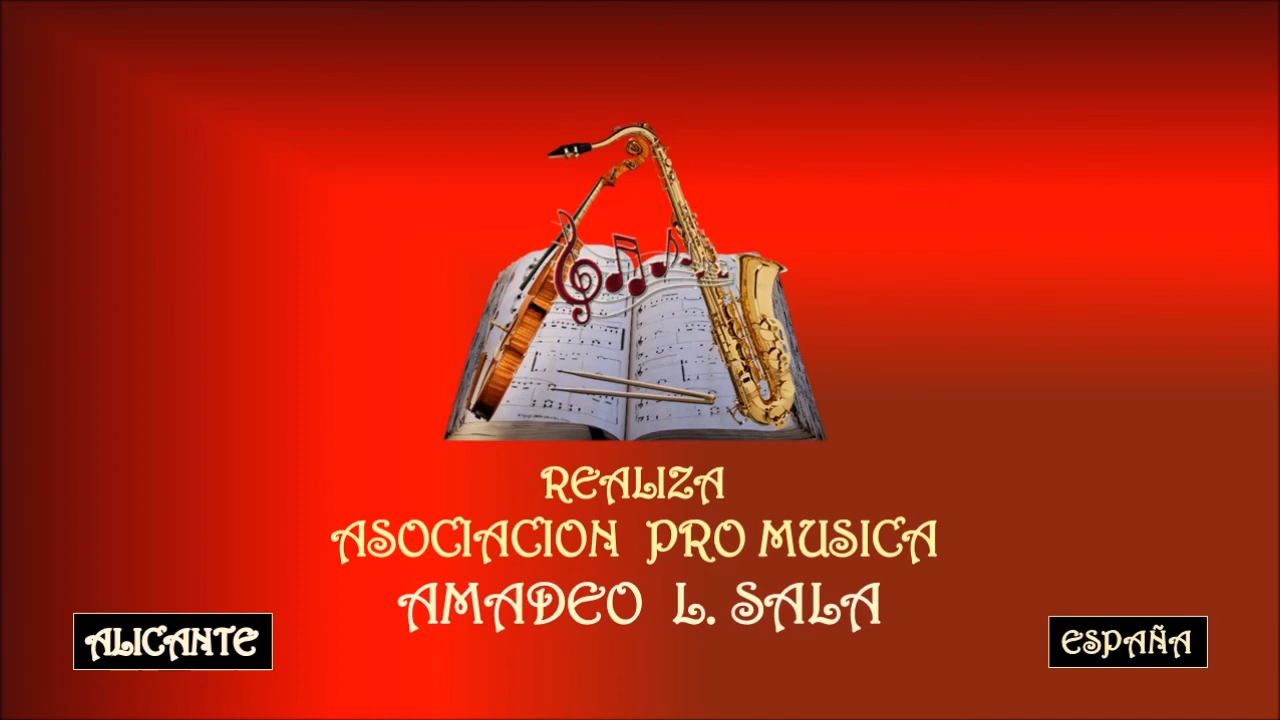 REALIZA
ASOCIACION PRO MUSICA
AMADEO L. SALA
ALICANTE
ESPAÑA